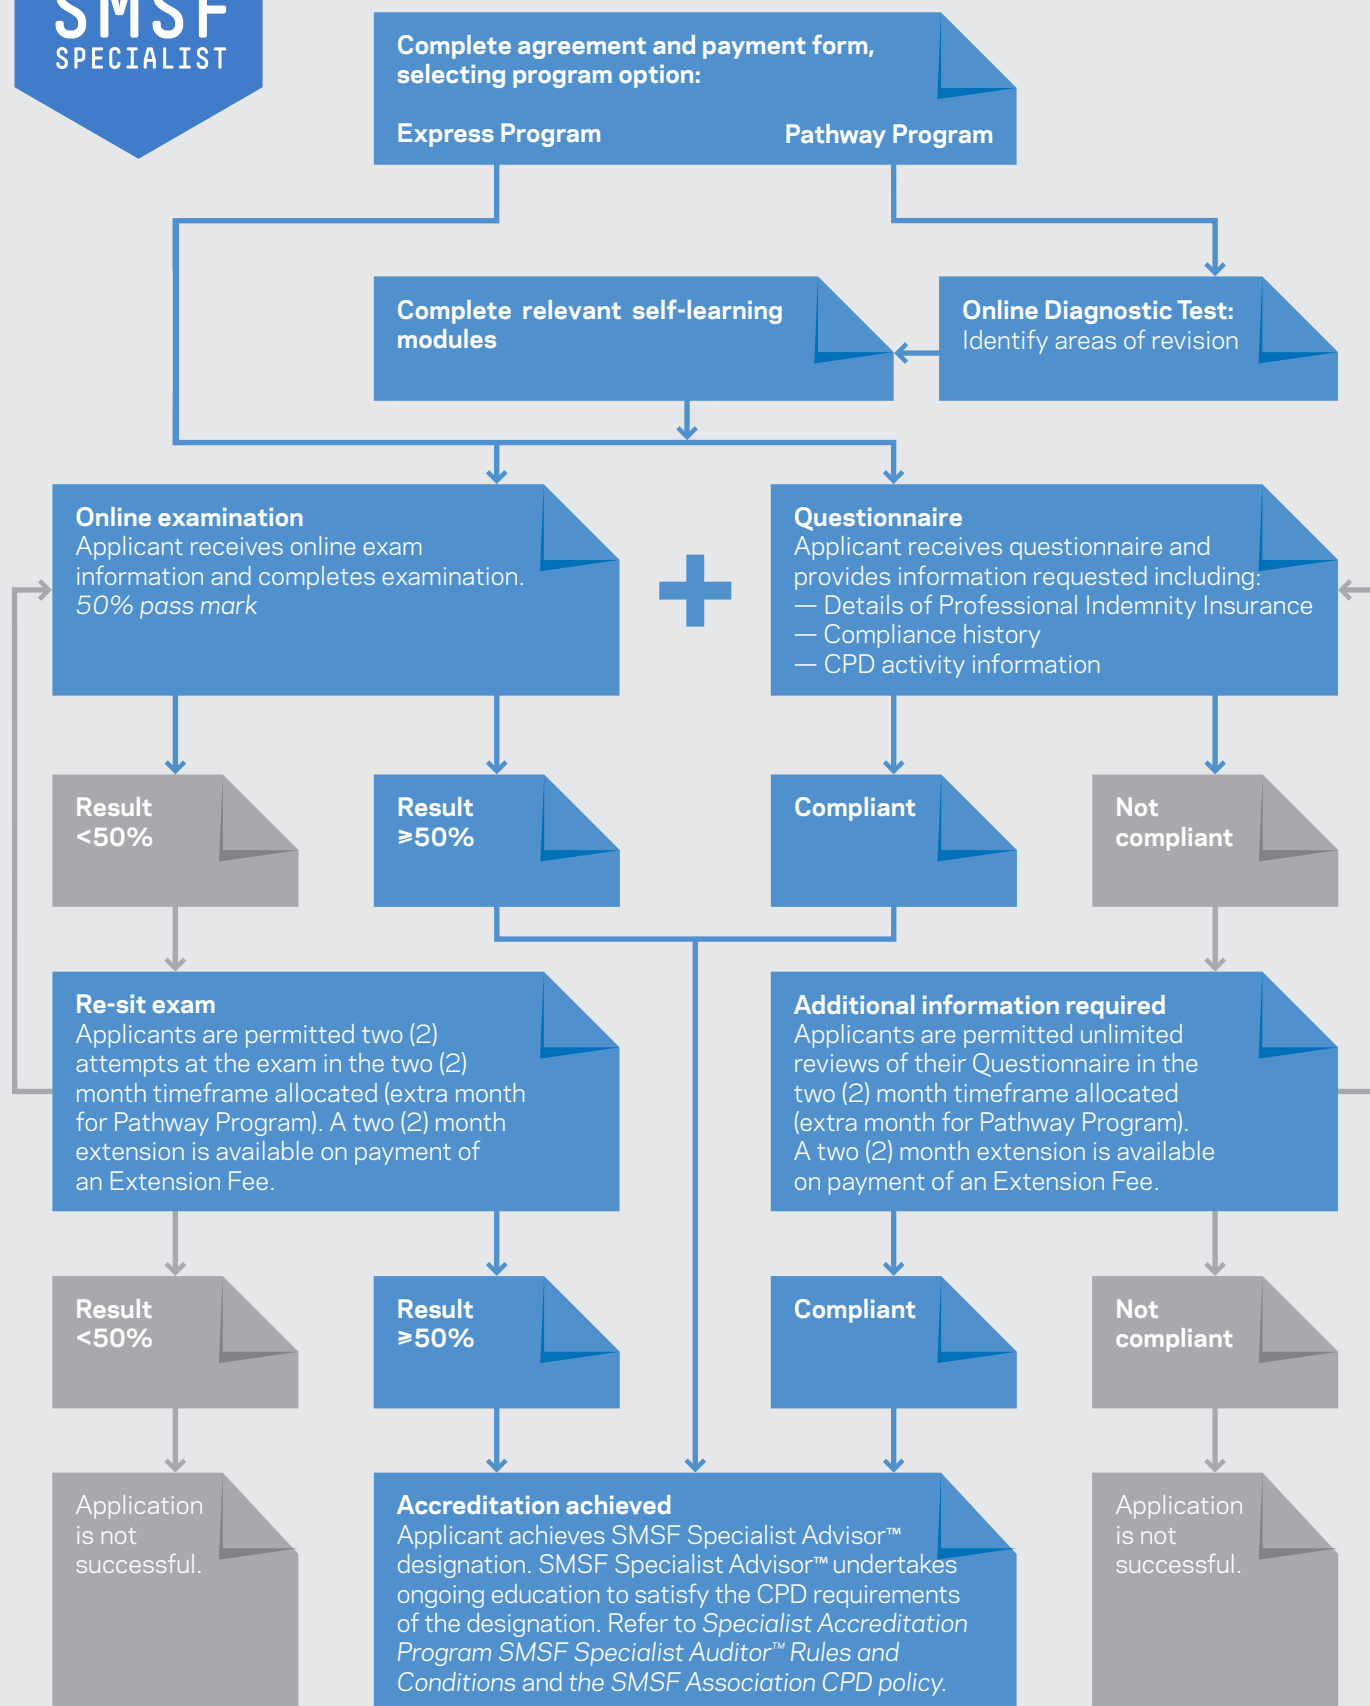 SMSF
SPECIALIST
Complete agreement and payment form,
selecting program option:
Express Program
Pathway Program
Complete relevant self-learning
modules
Online Diagnostic Test:
Identify areas of revision
Online examination
Applicant receives online exam
information and completes examination.
50% pass mark
+
Questionnaire
Applicant receives questionnaire and
provides information requested including:
— Details of Professional Indemnity Insurance
— Compliance history
— CPD activity information
Result
<50%
Result
⩾50%
Compliant
Not
compliant
Re-sit exam
Applicants are permitted two (2)
attempts at the exam in the two (2)
month timeframe allocated (extra month
for Pathway Program). A two (2) month
extension is available on payment of
an Extension Fee.
Additional information required
Applicants are permitted unlimited
reviews of their Questionnaire in the
two (2) month timeframe allocated
(extra month for Pathway Program).
A two (2) month extension is available
on payment of an Extension Fee.
Result
<50%
Result
⩾50%
Compliant
Not
compliant
Application
is not
successful.
Accreditation achieved
Applicant achieves SMSF Specialist Advisor™
designation. SMSF Specialist Advisor™ undertakes
ongoing education to satisfy the CPD requirements
of the designation. Refer to Specialist Accreditation
Program SMSF Specialist Auditor™ Rules and
Conditions and the SMSF Association CPD policy.
Application
is not
successful.